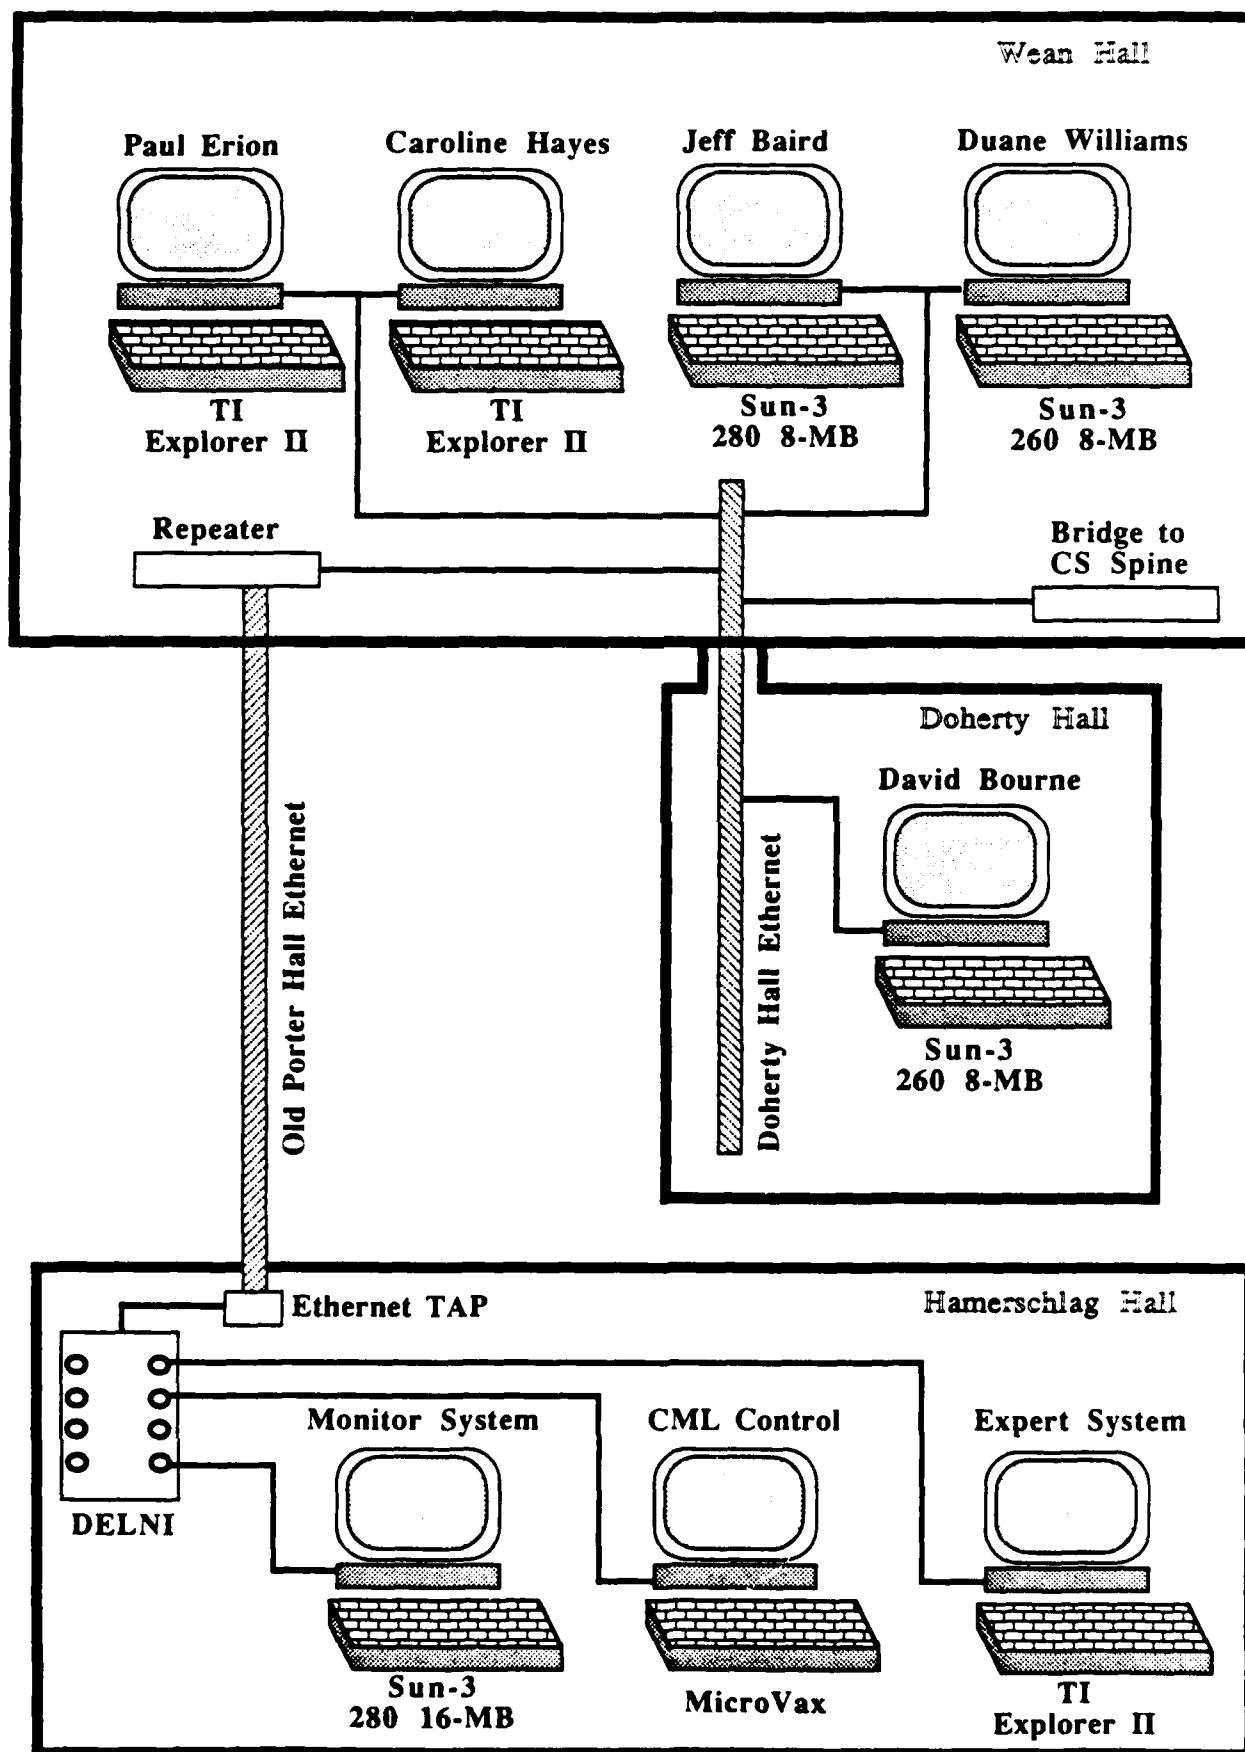 Wean Hall
Paul Erion
Caroline Hayes
Jeff Baird
Duane Williams
TI
Explorer II
TI
Explorer II
Sun-3
280 8-MB
Sun-3
260 8-MB
Repeater
Bridge to
CS Spine
Doherty Hall
David Bourne
Sun-3
260 8-MB
Old Porter Hall Ethernet
Doherty Hall Ethernet
Ethernet TAP
Hamerschlag Hall
DELNI
Monitor System
CML Control
Expert System
Sun-3
280 16-MB
MicroVax
TI
Explorer II